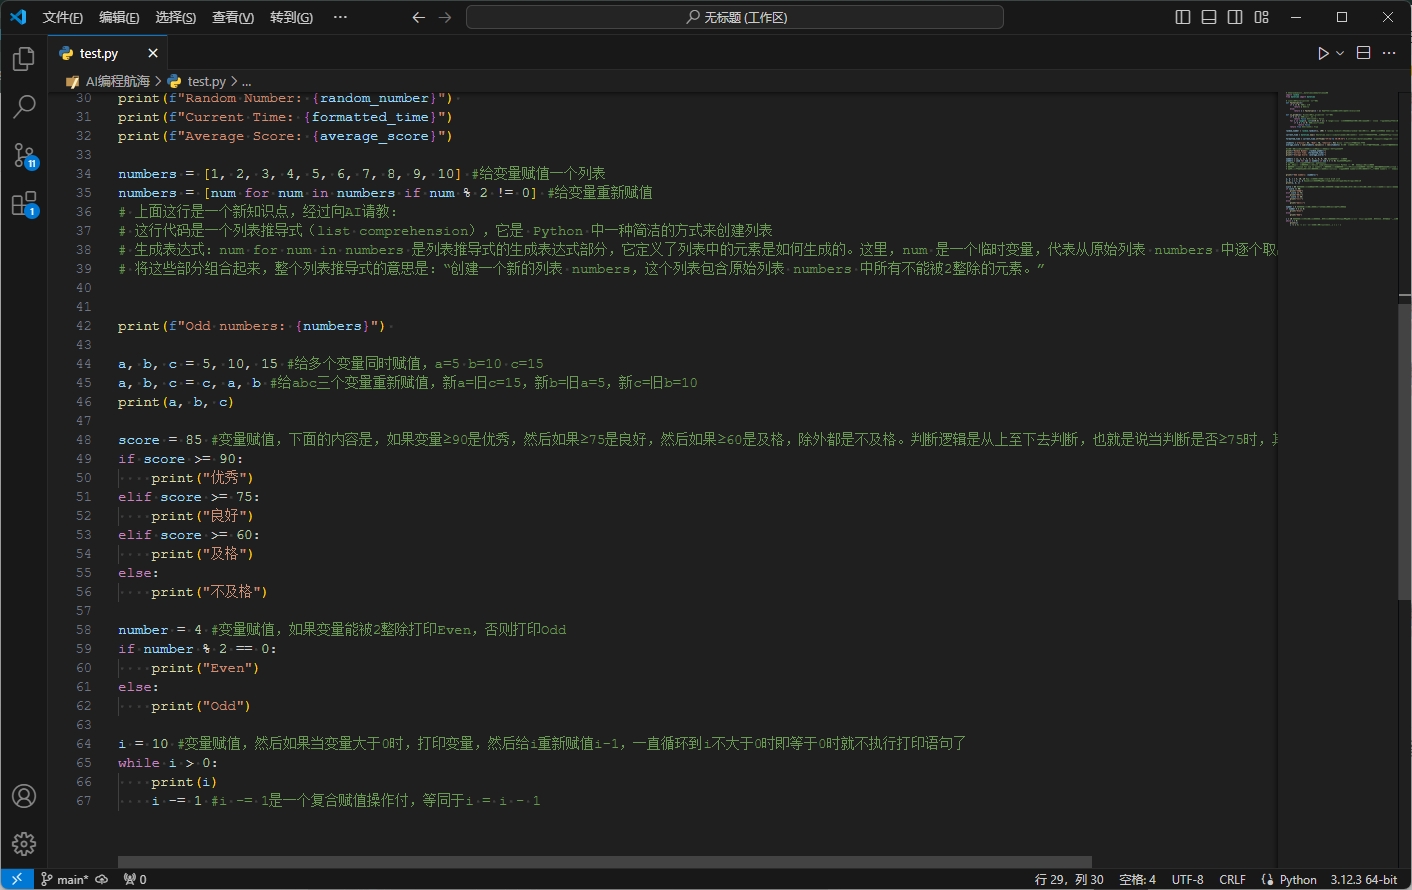 文件(F) 编辑(E) 选择(S) 查看(V) 转到(G) ··· 无标题 (工作区)
test.py
AI编程航海 > test.py > ...
30 print(f"Random Number: {random_number}")
31 print(f"Current Time: {formatted_time}")
32 print(f"Average Score: {average_score}")
33
34 numbers = [1, 2, 3, 4, 5, 6, 7, 8, 9, 10] #给变量赋值一个列表
35 numbers = [num for num in numbers if num % 2 != 0] #给变量重新赋值
36 # 上面这行是一个新知识点，经过向AI请教：
37 # 这行代码是一个列表推导式（list comprehension），它是 Python 中一种简洁的方式来创建列表
38 # 生成表达式：num for num in numbers 是列表推导式的生成表达式部分，它定义了列表中的元素是如何生成的。这里，num 是一个临时变量，代表从原始列表 numbers 中逐个取
39 # 将这些部分组合起来，整个列表推导式的意思是：“创建一个新的列表 numbers，这个列表包含原始列表 numbers 中所有不能被2整除的元素。”
40
41
42 print(f"Odd numbers: {numbers}")
43
44 a, b, c = 5, 10, 15 #给多个变量同时赋值，a=5 b=10 c=15
45 a, b, c = c, a, b #给abc三个变量重新赋值，新a=旧c=15，新b=旧a=5，新c=旧b=10
46 print(a, b, c)
47
48 score = 85 #变量赋值，下面的内容是，如果变量≥90是优秀，然后如果≥75是良好，然后如果≥60是及格，除外都是不及格。判断逻辑是从上至下去判断，也就是说当判断是否≥75时，
49 if score >= 90:
50     print("优秀")
51 elif score >= 75:
52     print("良好")
53 elif score >= 60:
54     print("及格")
55 else:
56     print("不及格")
57
58 number = 4 #变量赋值，如果变量能被2整除打印Even，否则打印Odd
59 if number % 2 == 0:
60     print("Even")
61 else:
62     print("Odd")
63
64 i = 10 #变量赋值，然后如果当变量大于0时，打印变量，然后给i重新赋值i-1，一直循环到i不大于0时即等于0时就不执行打印语句了
65 while i > 0:
66     print(i)
67     i -= 1 #i -= 1是一个复合赋值操作付，等同于i = i - 1
11
1
main* 0 行 29，列 30 空格: 4 UTF-8 CRLF Python 3.12.3 64-bit